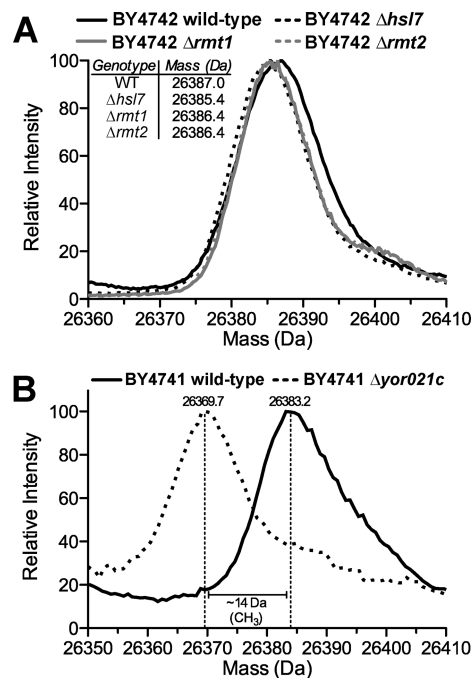 A
BY4742 wild-type BY4742 Δhsl7
BY4742 Δrmt1 BY4742 Δrmt2
Genotype Mass (Da)
WT 26387.0
Δhsl7 26385.4
Δrmt1 26386.4
Δrmt2 26386.4
Relative Intensity
100
80
60
40
20
0
26360 26370 26380 26390 26400 26410
Mass (Da)
B
BY4741 wild-type BY4741 Δyor021c
26369.7 26383.2
Relative Intensity
100
80
60
40
20
0
~14 Da
(CH3)
26350 26360 26370 26380 26390 26400 26410
Mass (Da)